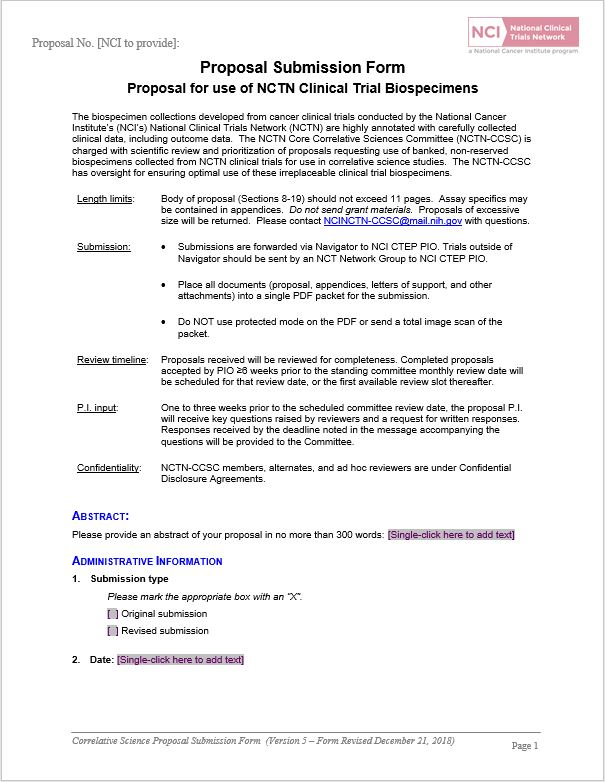 NCI National Clinical
Trials Network
a National Cancer Institute program
Proposal No. [NCI to provide]:
Proposal Submission Form
Proposal for use of NCTN Clinical Trial Biospecimens
The biospecimen collections developed from cancer clinical trials conducted by the National Cancer
Institute's (NCI's) National Clinical Trials Network (NCTN) are highly annotated with carefully collected
clinical data, including outcome data. The NCTN Core Correlative Sciences Committee (NCTN-CCSC) is
charged with scientific review and prioritization of proposals requesting use of banked, non-reserved
biospecimens collected from NCTN clinical trials for use in correlative science studies. The NCTN-CCSC
has oversight for ensuring optimal use of these irreplaceable clinical trial biospecimens.
Length limits: Body of proposal (Sections 8-19) should not exceed 11 pages. Assay specifics may
be contained in appendices. Do not send grant materials. Proposals of excessive
size will be returned. Please contact NCINCTN-CCSC@mail.nih.gov with questions.
Submission: • Submissions are forwarded via Navigator to NCI CTEP PIO. Trials outside of
Navigator should be sent by an NCT Network Group to NCI CTEP PIO.
• Place all documents (proposal, appendices, letters of support, and other
attachments) into a single PDF packet for the submission.
• Do NOT use protected mode on the PDF or send a total image scan of the
packet.
Review timeline: Proposals received will be reviewed for completeness. Completed proposals
accepted by PIO ≥6 weeks prior to the standing committee monthly review date will
be scheduled for that review date, or the first available review slot thereafter.
P.I. input: One to three weeks prior to the scheduled committee review date, the proposal P.I.
will receive key questions raised by reviewers and a request for written responses.
Responses received by the deadline noted in the message accompanying the
questions will be provided to the Committee.
Confidentiality: NCTN-CCSC members, alternates, and ad hoc reviewers are under Confidential
Disclosure Agreements.
ABSTRACT:
Please provide an abstract of your proposal in no more than 300 words: [Single-click here to add text]
ADMINISTRATIVE INFORMATION
1. Submission type
Please mark the appropriate box with an "X".
[ ] Original submission
[ ] Revised submission
2. Date: [Single-click here to add text]
Correlative Science Proposal Submission Form (Version 5 – Form Revised December 21, 2018)
Page 1